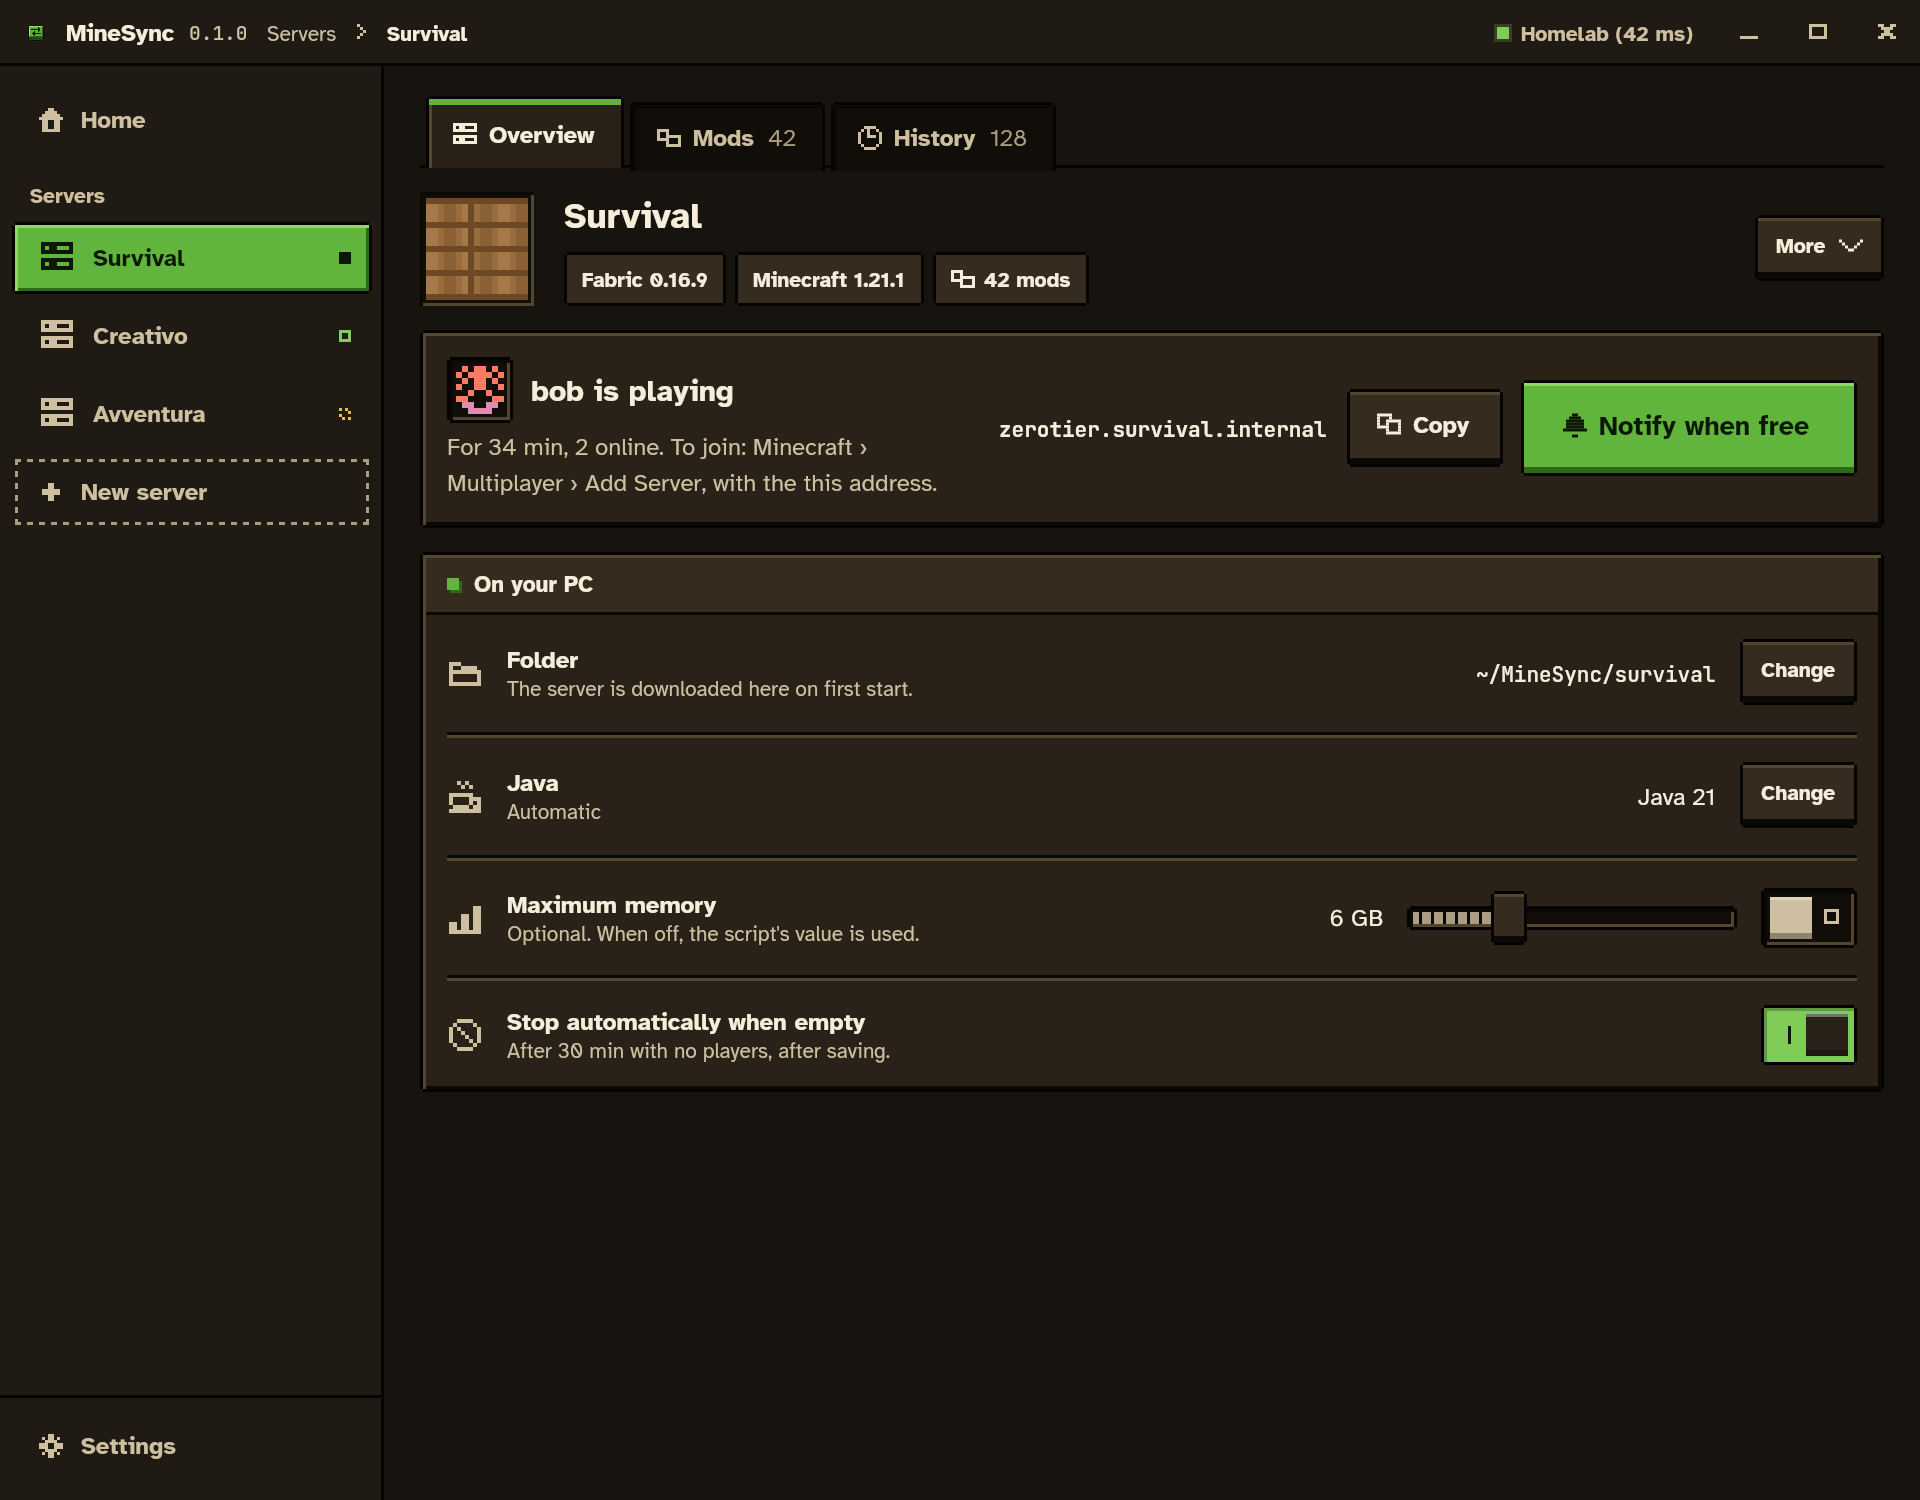 MineSync 0.1.0 Servers Survival
Homelab (42 ms)
Home
Servers
Survival
Creativo
Avventura
New server
Settings
Overview
Mods 42
History 128
Survival
Fabric 0.16.9
Minecraft 1.21.1
42 mods
More
bob is playing
For 34 min, 2 online. To join: Minecraft ›
Multiplayer › Add Server, with the this address.
zerotier.survival.internal
Copy
Notify when free
On your PC
Folder
The server is downloaded here on first start.
~/MineSync/survival
Change
Java
Automatic
Java 21
Change
Maximum memory
Optional. When off, the script's value is used.
6 GB
Stop automatically when empty
After 30 min with no players, after saving.